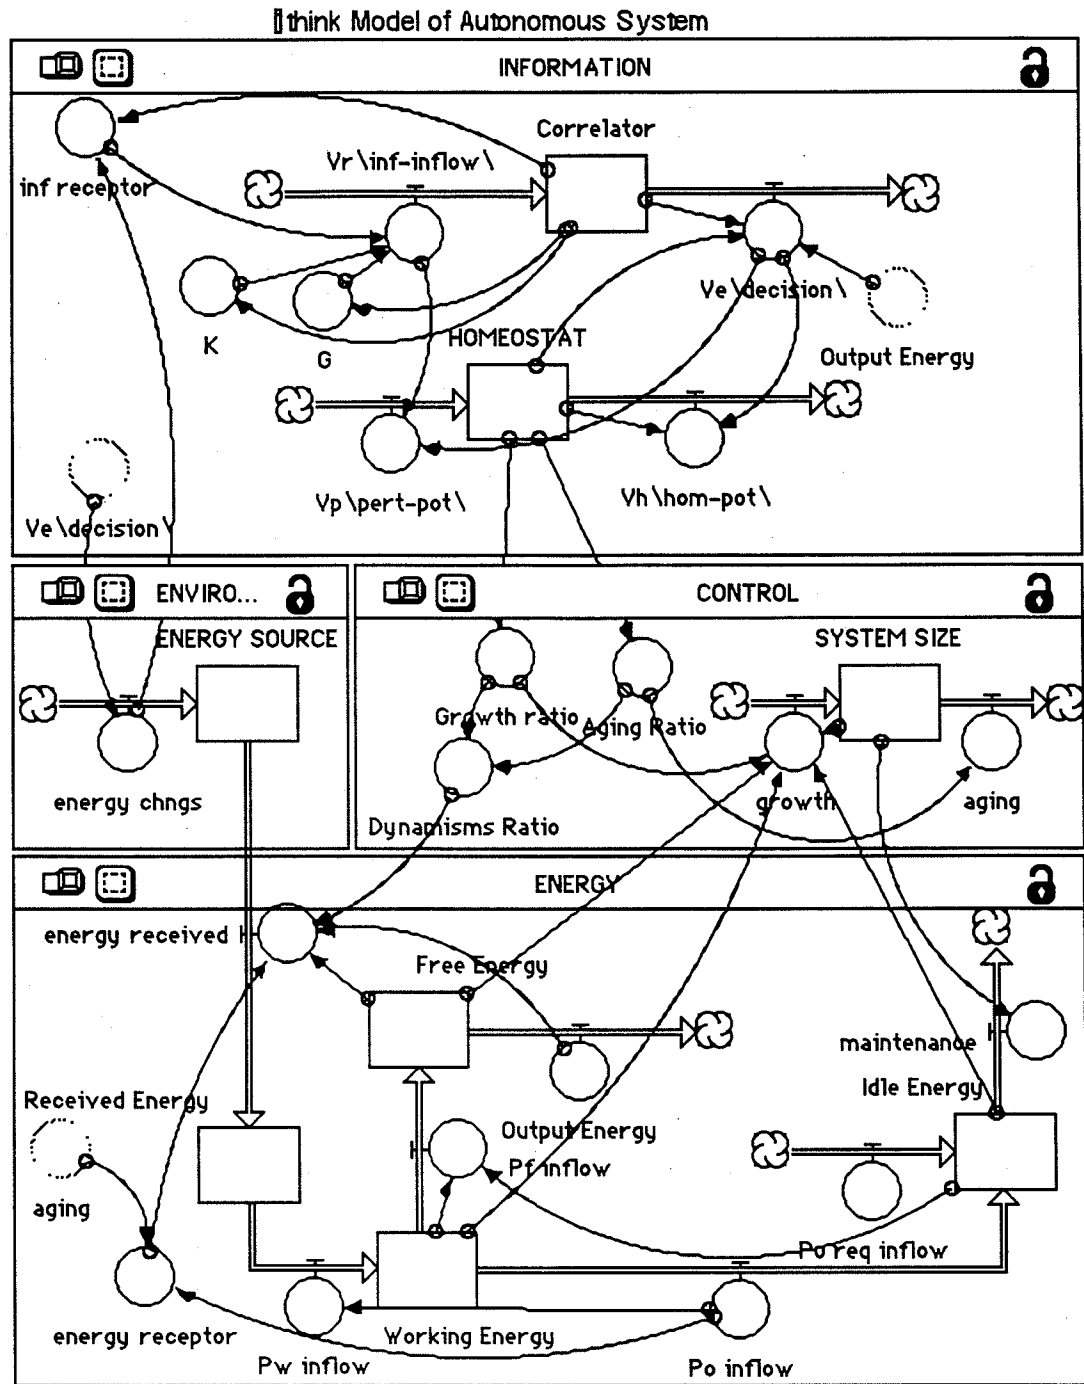 think Model of Autonomous System
INFORMATION
Correlator
Vr\inf-inflow\
inf receptor
Ve\decision\
K
G
HOMEOSTAT
Output Energy
Vp\pert-pot\
Vh\hom-pot\
Ve\decision\
ENVIRO...
CONTROL
ENERGY SOURCE
SYSTEM SIZE
Growth ratio
Aging Ratio
energy chngs
growth
aging
Dynamisms Ratio
ENERGY
energy received
Free Energy
maintenance
Idle Energy
Received Energy
Output Energy
Pf inflow
aging
Po req inflow
energy receptor
Working Energy
Pw inflow
Po inflow